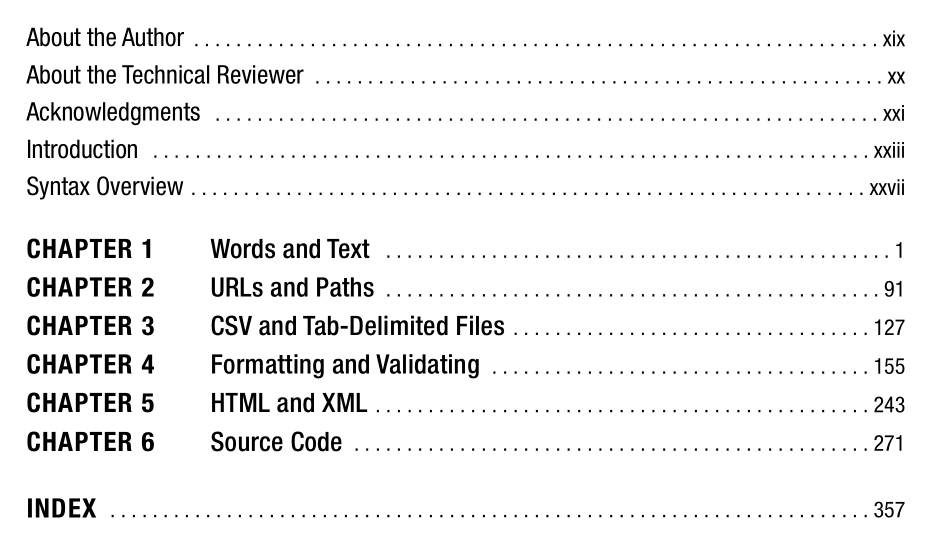 About the Author . . . . . . . . . . . . . . . . . . . . . . . . . . . . . . . . . . . . . . . . . . . . . . . . . . . . . . . . . . . . . . . . . xix
About the Technical Reviewer . . . . . . . . . . . . . . . . . . . . . . . . . . . . . . . . . . . . . . . . . . . . . . . . . . . . . . xx
Acknowledgments . . . . . . . . . . . . . . . . . . . . . . . . . . . . . . . . . . . . . . . . . . . . . . . . . . . . . . . . . . . . . . . xxi
Introduction . . . . . . . . . . . . . . . . . . . . . . . . . . . . . . . . . . . . . . . . . . . . . . . . . . . . . . . . . . . . . . . . . . . . xxiii
Syntax Overview . . . . . . . . . . . . . . . . . . . . . . . . . . . . . . . . . . . . . . . . . . . . . . . . . . . . . . . . . . . . . . . . xxvii
CHAPTER 1 Words and Text . . . . . . . . . . . . . . . . . . . . . . . . . . . . . . . . . . . . . . . . . . . . . . . . 1
CHAPTER 2 URLs and Paths . . . . . . . . . . . . . . . . . . . . . . . . . . . . . . . . . . . . . . . . . . . . . . . 91
CHAPTER 3 CSV and Tab-Delimited Files . . . . . . . . . . . . . . . . . . . . . . . . . . . . . . . . . . 127
CHAPTER 4 Formatting and Validating . . . . . . . . . . . . . . . . . . . . . . . . . . . . . . . . . . . . 155
CHAPTER 5 HTML and XML . . . . . . . . . . . . . . . . . . . . . . . . . . . . . . . . . . . . . . . . . . . . . . . 243
CHAPTER 6 Source Code . . . . . . . . . . . . . . . . . . . . . . . . . . . . . . . . . . . . . . . . . . . . . . . . . 271
INDEX . . . . . . . . . . . . . . . . . . . . . . . . . . . . . . . . . . . . . . . . . . . . . . . . . . . . . . . . . . . . . . . . . . . . . . . . 357